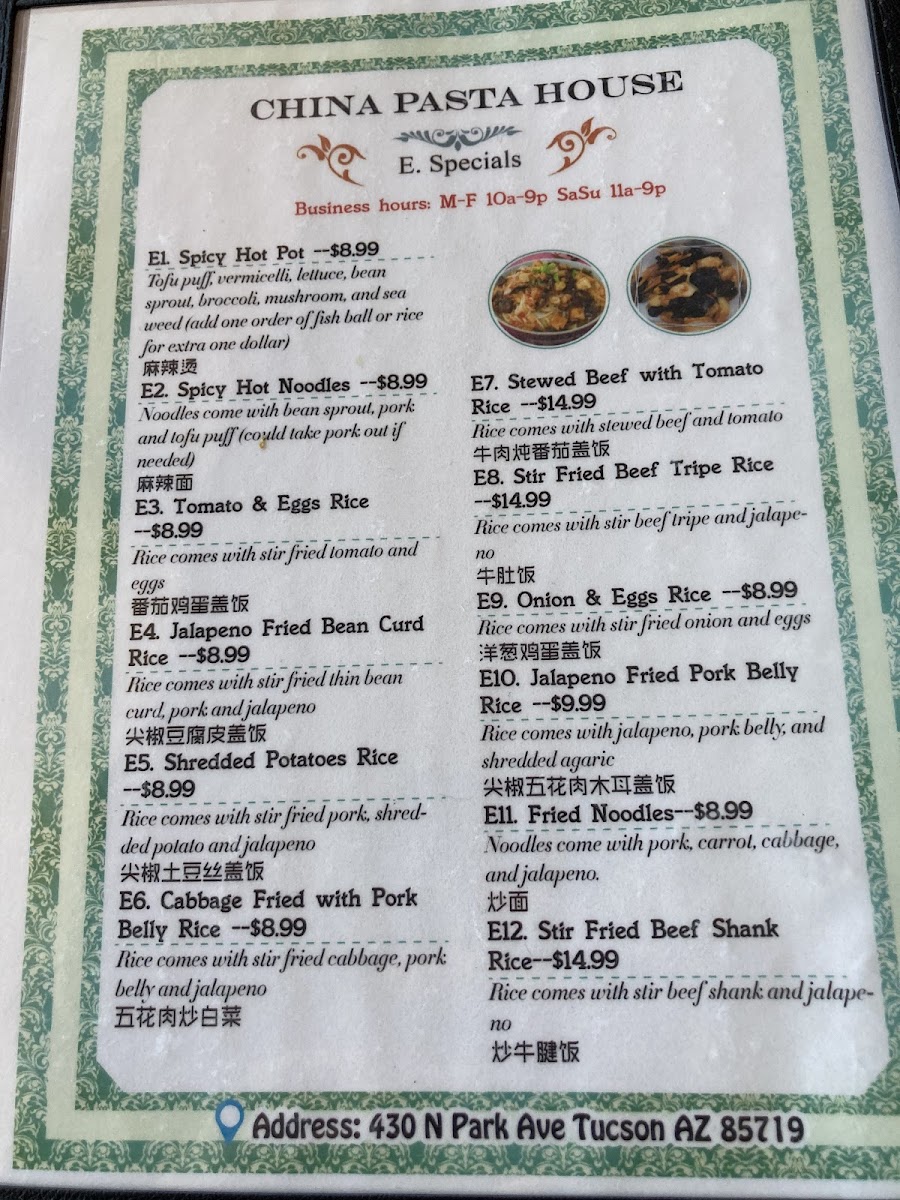 CHINA PASTA HOUSE
E. Specials
Business hours: M-F 10a-9p SaSu 11a-9p
E1. Spicy Hot Pot --$8.99
Tofu puff, vermicelli, lettuce, bean
sprout, broccoli, mushroom, and sea
weed (add one order of fish ball or rice
for extra one dollar)
麻辣烫
E2. Spicy Hot Noodles --$8.99
Noodles come with bean sprout, pork
and tofu puff (could take pork out if
needed)
麻辣面
E3. Tomato & Eggs Rice
--$8.99
Rice comes with stir fried tomato and
eggs
番茄鸡蛋盖饭
E4. Jalapeno Fried Bean Curd
Rice --$8.99
Rice comes with stir fried thin bean
curd, pork and jalapeno
尖椒豆腐皮盖饭
E5. Shredded Potatoes Rice
--$8.99
Rice comes with stir fried pork, shred-
ded potato and jalapeno
尖椒土豆丝盖饭
E6. Cabbage Fried with Pork
Belly Rice --$8.99
Rice comes with stir fried cabbage, pork
belly and jalapeno
五花肉炒白菜
E7. Stewed Beef with Tomato
Rice --$14.99
Rice comes with stewed beef and tomato
牛肉炖番茄盖饭
E8. Stir Fried Beef Tripe Rice
--$14.99
Rice comes with stir beef tripe and jalape-
no
牛肚饭
E9. Onion & Eggs Rice --$8.99
Rice comes with stir fried onion and eggs
洋葱鸡蛋盖饭
E10. Jalapeno Fried Pork Belly
Rice --$9.99
Rice comes with jalapeno, pork belly, and
shredded agaric
尖椒五花肉木耳盖饭
E11. Fried Noodles--$8.99
Noodles come with pork, carrot, cabbage,
and jalapeno.
炒面
E12. Stir Fried Beef Shank
Rice--$14.99
Rice comes with stir beef shank and jalape-
no
炒牛腱饭
Address: 430 N Park Ave Tucson AZ 85719